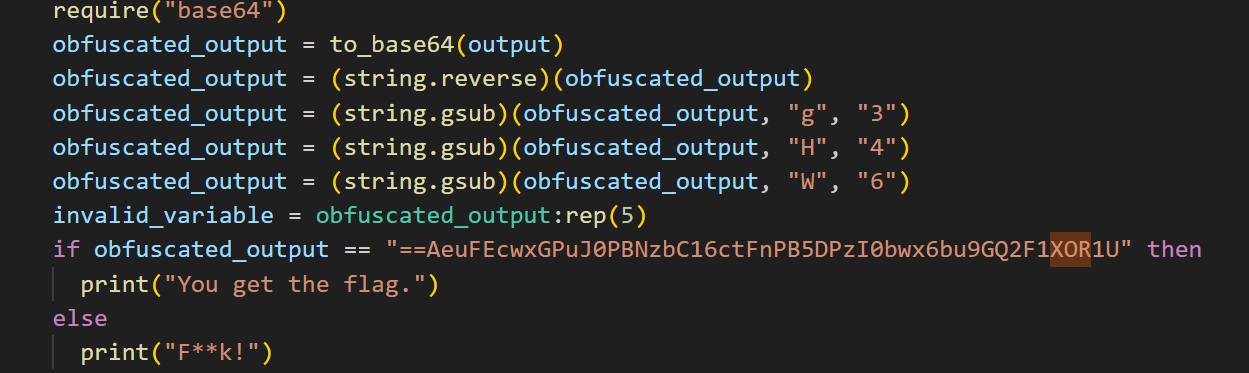 require("base64")
obfuscated_output = to_base64(output)
obfuscated_output = (string.reverse)(obfuscated_output)
obfuscated_output = (string.gsub)(obfuscated_output, "g", "3")
obfuscated_output = (string.gsub)(obfuscated_output, "H", "4")
obfuscated_output = (string.gsub)(obfuscated_output, "W", "6")
invalid_variable = obfuscated_output:rep(5)
if obfuscated_output == "==AeuFEcwxGPuJ0PBNzbC16ctFnPB5DPzI0bwx6bu9GQ2F1XOR1U" then
print("You get the flag.")
else
print("F**k!")